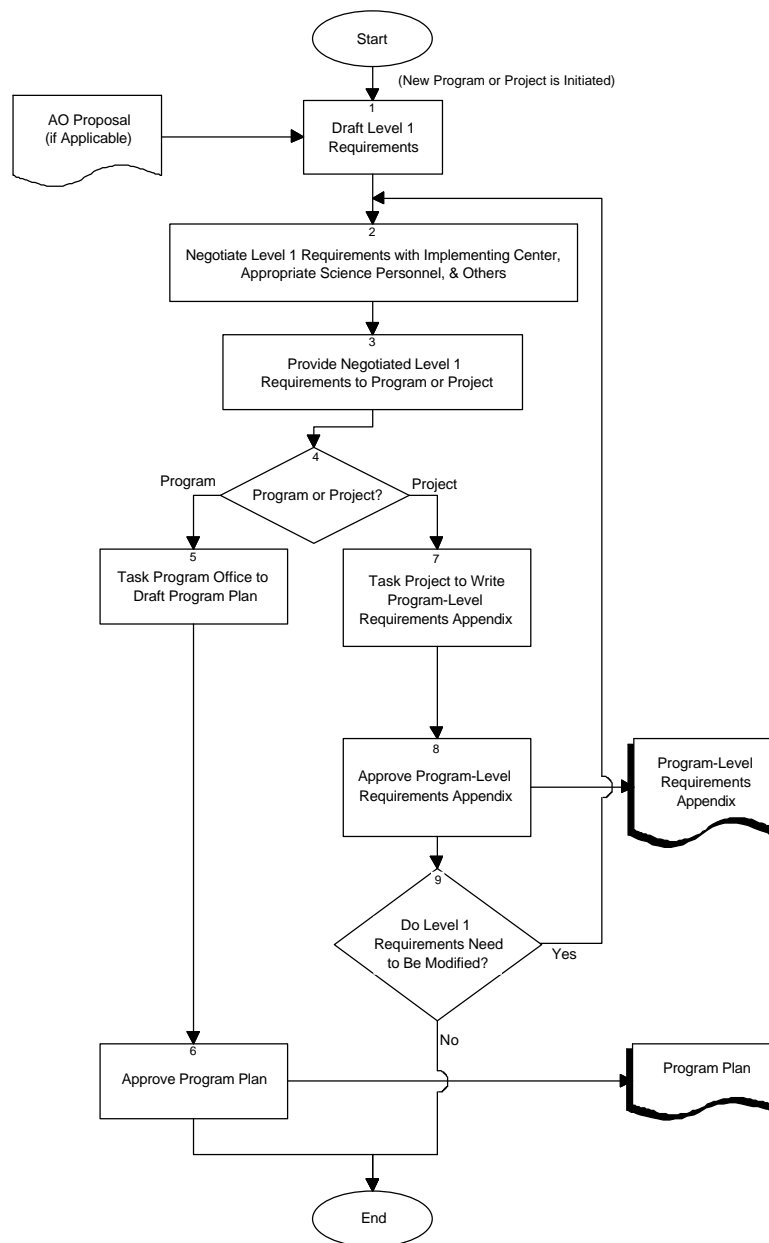 Start
(New Program or Project is Initiated)
AO Proposal
(if Applicable)
1
Draft Level 1
Requirements
2
Negotiate Level 1 Requirements with Implementing Center,
Appropriate Science Personnel, & Others
3
Provide Negotiated Level 1
Requirements to Program or Project
4
Program or Project?
Program
Project
5
Task Program Office to
Draft Program Plan
7
Task Project to Write
Program-Level
Requirements Appendix
8
Approve Program-Level
Requirements Appendix
Program-Level
Requirements
Appendix
9
Do Level 1
Requirements Need
to Be Modified?
Yes
No
6
Approve Program Plan
Program Plan
End